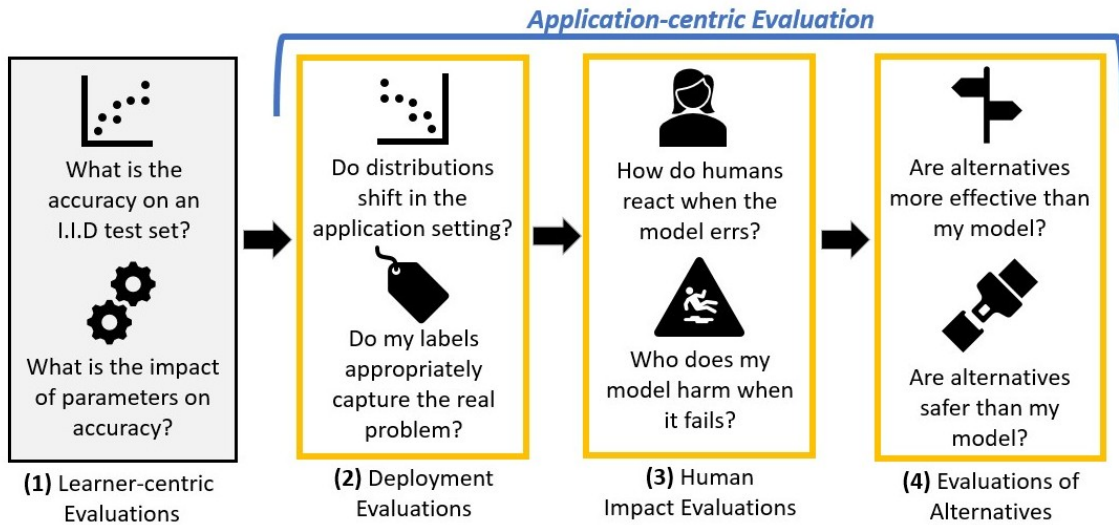 Application-centric Evaluation
What is the
accuracy on an
I.I.D test set?
What is the impact
of parameters on
accuracy?
(1) Learner-centric
Evaluations
Do distributions
shift in the
application setting?
Do my labels
appropriately
capture the real
problem?
(2) Deployment
Evaluations
How do humans
react when the
model errs?
Who does my
model harm when
it fails?
(3) Human
Impact Evaluations
Are alternatives
more effective than
my model?
Are alternatives
safer than my
model?
(4) Evaluations of
Alternatives